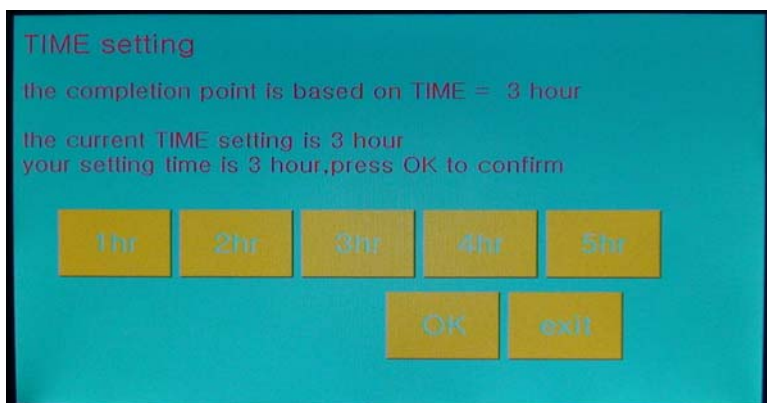 TIME setting
the completion point is based on TIME = 3 hour
the current TIME setting is 3 hour
your setting time is 3 hour,press OK to confirm
1hr 2hr 3hr 4hr 5hr
OK exit